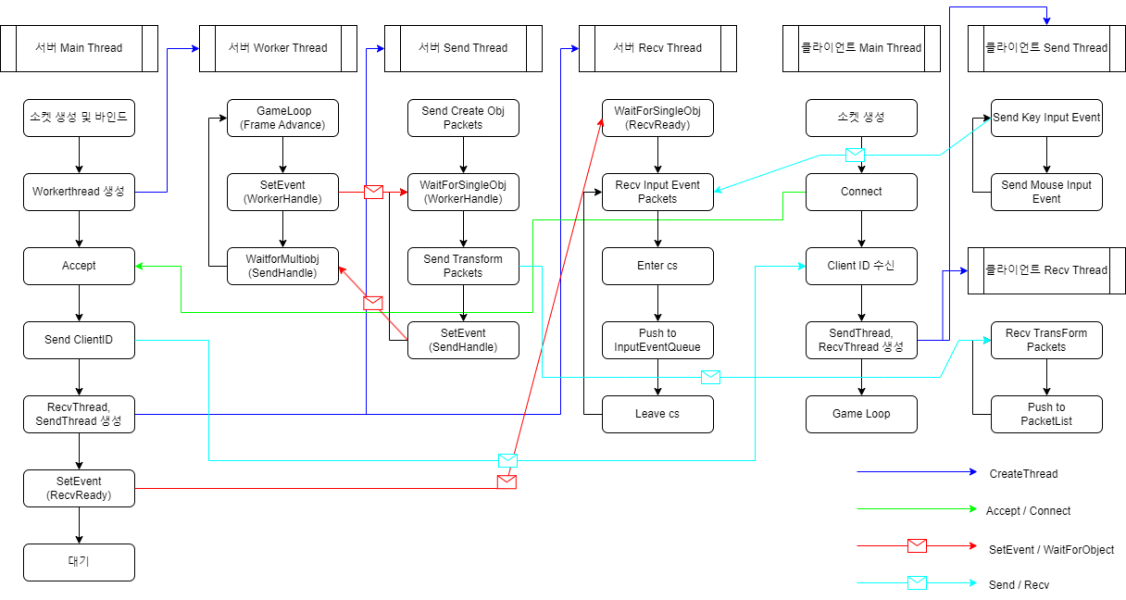 서버 Main Thread
소켓 생성 및 바인드
Workerthread 생성
Accept
Send ClientID
RecvThread,
SendThread 생성
SetEvent
(RecvReady)
대기
서버 Worker Thread
GameLoop
(Frame Advance)
SetEvent
(WorkerHandle)
WaitforMultiobj
(SendHandle)
서버 Send Thread
Send Create Obj
Packets
WaitForSingleObj
(WorkerHandle)
Send Transform
Packets
SetEvent
(SendHandle)
서버 Recv Thread
WaitForSingleObj
(RecvReady)
Recv Input Event
Packets
Enter cs
Push to
InputEventQueue
Leave cs
클라이언트 Main Thread
소켓 생성
Connect
Client ID 수신
SendThread,
RecvThread 생성
Game Loop
클라이언트 Send Thread
Send Key Input Event
Send Mouse Input
Event
클라이언트 Recv Thread
Recv TransForm
Packets
Push to
PacketList
CreateThread
Accept / Connect
SetEvent / WaitForObject
Send / Recv